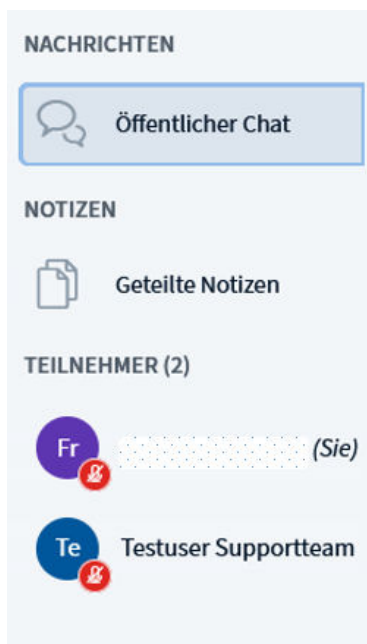 NACHRICHTEN
Öffentlicher Chat
NOTIZEN
Geteilte Notizen
TEILNEHMER (2)
Fr (Sie)
Te Testuser Supportteam